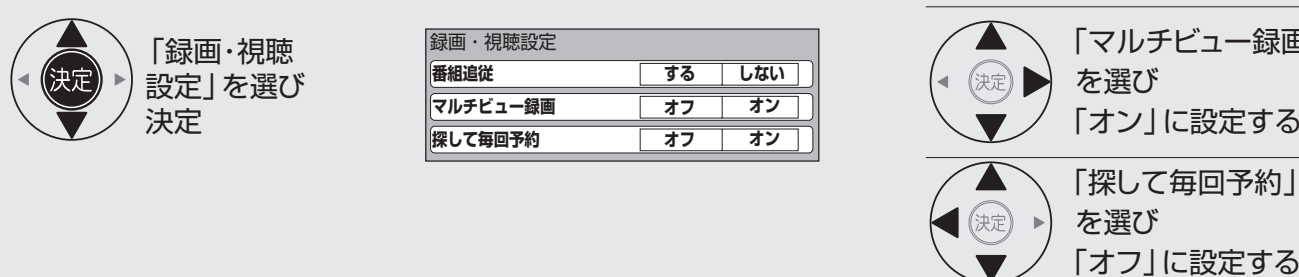 決定
「録画・視聴
設定」を選び
決定
録画・視聴設定
番組追従 する しない
マルチビュー録画 オフ オン
探して毎回予約 オフ オン
決定
「マルチビュー録画
を選び
「オン」に設定する
決定
「探して毎回予約」
を選び
「オフ」に設定する